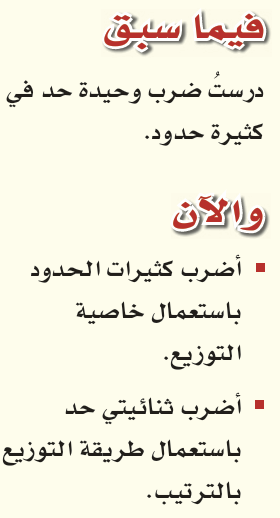 فيما سبق
درستُ ضرب وحيدة حد في
كثيرة حدود.
والآن
أضرب كثيرات الحدود
باستعمال خاصية
التوزيع.
أضرب ثنائيتي حد
باستعمال طريقة التوزيع
بالترتيب.